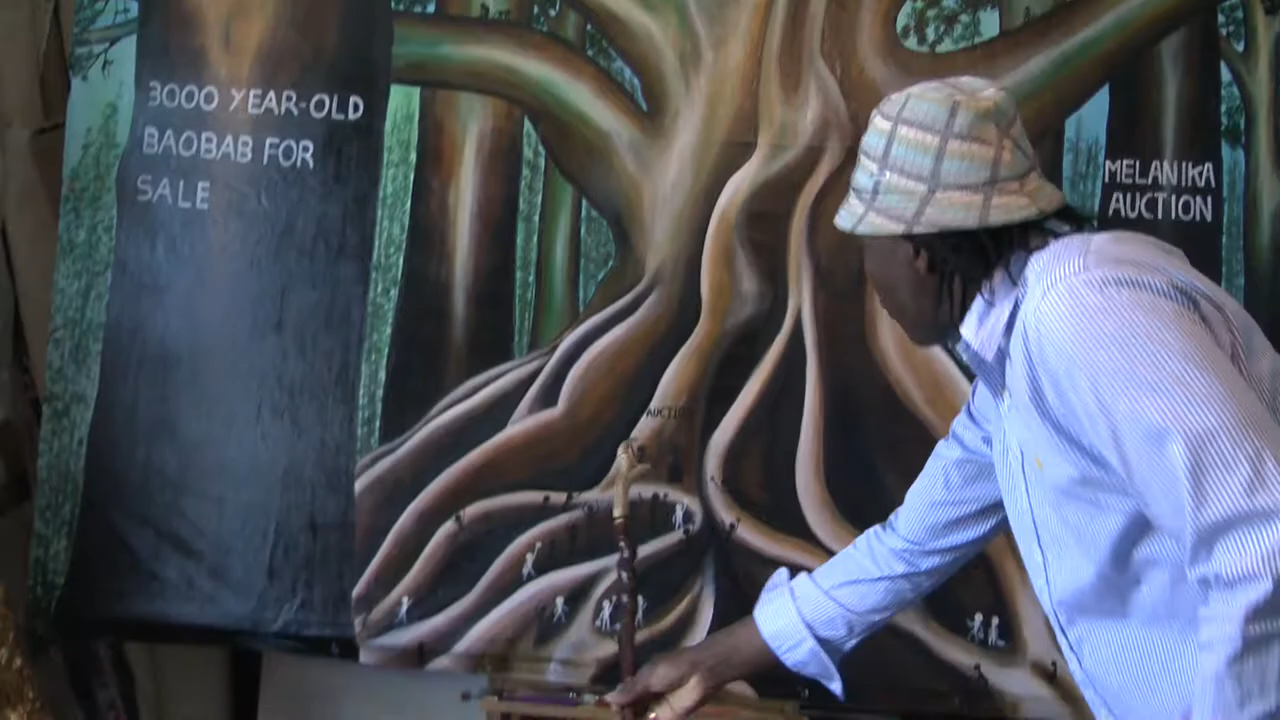 3000 YEAR-OLD
BAOBAB FOR
SALE
MELANIKA
AUCTION
AUCTION